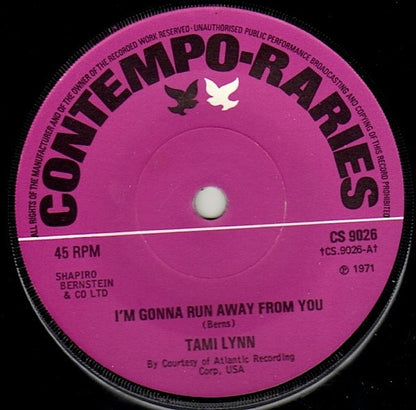 ALL RIGHTS OF THE MANUFACTURER AND OF THE OWNER OF THE RECORDED WORK RESERVED · UNAUTHORISED PUBLIC PERFORMANCE BROADCASTING AND COPYING OF THIS RECORD PROHIBITED
CONTEMPO-RARIES
45 RPM
CS 9026
†CS.9026-A†
SHAPIRO
BERNSTEIN
& CO LTD
℗ 1971
I'M GONNA RUN AWAY FROM YOU
(Berns)
TAMI LYNN
By Courtesy of Atlantic Recording
Corp, USA